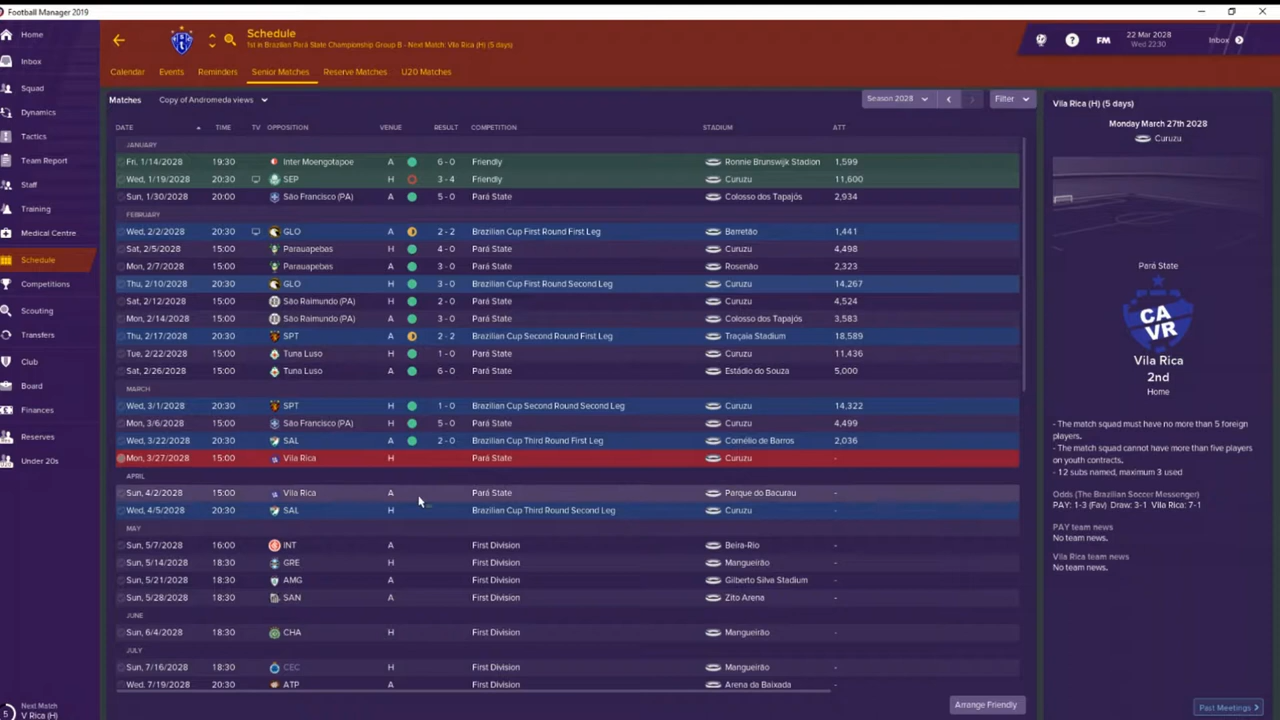 Football Manager 2019
Home
Inbox
Squad
Dynamics
Tactics
Team Report
Staff
Training
Medical Centre
Schedule
Competitions
Scouting
Transfers
Club
Board
Finances
Reserves
Under 20s
5
Next Match
V Rica (H)
Schedule
1st in Brazilian Pará State Championship Group B - Next Match: Vila Rica (H) (5 days)
FM
22 Mar 2028
Wed 22:30
Inbox
Calendar Events Reminders Senior Matches Reserve Matches U20 Matches
Matches Copy of Andromeda views Season 2028 Filter
DATE TIME TV OPPOSITION VENUE RESULT COMPETITION STADIUM ATT
JANUARY
Fri, 1/14/2028 19:30 Inter Moengotapoe A 6 - 0 Friendly Ronnie Brunswijk Stadion 1,599
Wed, 1/19/2028 20:30 SEP H 3 - 4 Friendly Curuzu 11,600
Sun, 1/30/2028 20:00 São Francisco (PA) A 5 - 0 Pará State Colosso dos Tapajós 2,934
FEBRUARY
Wed, 2/2/2028 20:30 GLO A 2 - 2 Brazilian Cup First Round First Leg Barretão 1,441
Sat, 2/5/2028 15:00 Parauapebas H 4 - 0 Pará State Curuzu 4,498
Mon, 2/7/2028 15:00 Parauapebas A 3 - 0 Pará State Rosenão 2,323
Thu, 2/10/2028 20:30 GLO H 3 - 0 Brazilian Cup First Round Second Leg Curuzu 14,267
Sat, 2/12/2028 15:00 São Raimundo (PA) H 2 - 0 Pará State Curuzu 4,524
Mon, 2/14/2028 15:00 São Raimundo (PA) A 3 - 0 Pará State Colosso dos Tapajós 3,583
Thu, 2/17/2028 20:30 SPT A 2 - 2 Brazilian Cup Second Round First Leg Traçaia Stadium 18,589
Tue, 2/22/2028 15:00 Tuna Luso H 1 - 0 Pará State Curuzu 11,436
Sat, 2/26/2028 15:00 Tuna Luso A 6 - 0 Pará State Estádio do Souza 5,000
MARCH
Wed, 3/1/2028 20:30 SPT H 1 - 0 Brazilian Cup Second Round Second Leg Curuzu 14,322
Mon, 3/6/2028 15:00 São Francisco (PA) H 5 - 0 Pará State Curuzu 4,499
Wed, 3/22/2028 20:30 SAL A 2 - 0 Brazilian Cup Third Round First Leg Cornélio de Barros 2,036
Mon, 3/27/2028 15:00 Vila Rica H Pará State Curuzu -
APRIL
Sun, 4/2/2028 15:00 Vila Rica A Pará State Parque do Bacurau -
Wed, 4/5/2028 20:30 SAL H Brazilian Cup Third Round Second Leg Curuzu -
MAY
Sun, 5/7/2028 16:00 INT A First Division Beira-Rio -
Sun, 5/14/2028 18:30 GRE H First Division Mangueirão -
Sun, 5/21/2028 18:30 AMG A First Division Gilberto Silva Stadium -
Sun, 5/28/2028 18:30 SAN A First Division Zito Arena -
JUNE
Sun, 6/4/2028 18:30 CHA H First Division Mangueirão -
JULY
Sun, 7/16/2028 18:30 CEC H First Division Mangueirão -
Wed, 7/19/2028 20:30 ATP A First Division Arena da Baixada -
Arrange Friendly
Vila Rica (H) (5 days)
Monday March 27th 2028
Curuzu
Pará State
CA
VR
Vila Rica
2nd
Home
- The match squad must have no more than 5 foreign
players.
- The match squad cannot have more than five players
on youth contracts.
- 12 subs named, maximum 3 used
Odds (The Brazilian Soccer Messenger)
PAY: 1-3 (Fav) Draw: 3-1 Vila Rica: 7-1
PAY team news
No team news.
Vila Rica team news
No team news.
Past Meetings